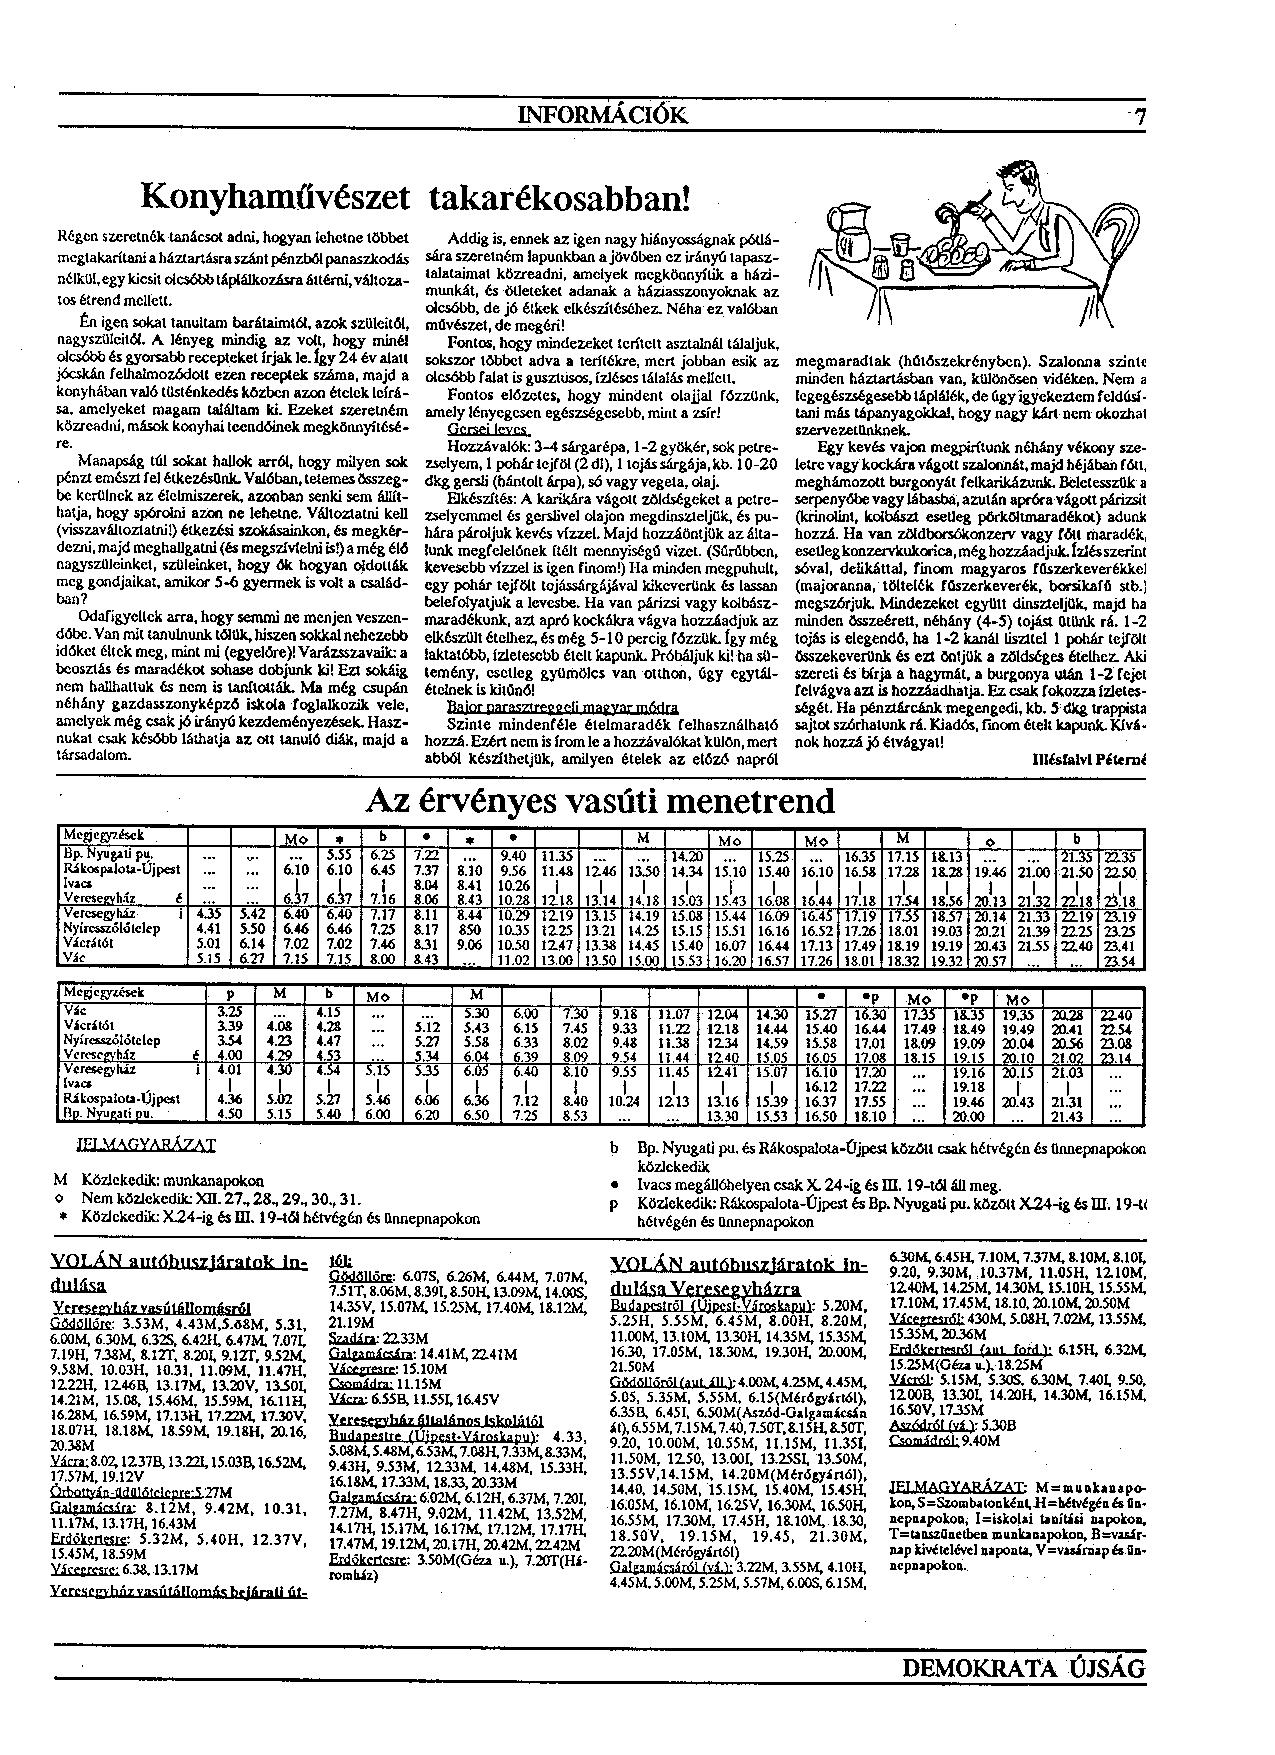 INFORMÁCIÓK
7
Konyhaművészet takarékosabban!
Régen szeretnék tanácsot adni, hogyan lehetne többet
megtakarítani a háztartásra szánt pénzből panaszkodás
nélkül, egy kicsit olcsóbb táplálkozásra áttérni, változa-
tos étrend mellett.
Én igen sokat tanultam barátaimtól, azok szüleitől,
nagyszüleitől. A lényeg mindig az volt, hogy minél
olcsóbb és gyorsabb recepteket írjak le. Így 24 év alatt
jócskán felhalmozódott ezen receptek száma, majd a
konyhában való tüsténkedés közben azon ételek leírá-
sa, amelyeket magam találtam ki. Ezeket szeretném
közreadni, mások konyhai teendőinek megkönnyítésé-
re.
Manapság túl sokat hallok arról, hogy milyen sok
pénzt emészt fel étkezésünk. Valóban, tetemes összeg-
be kerülnek az élelmiszerek, azonban senki sem állít-
hatja, hogy spórolni azon ne lehetne. Változtatni kell
(visszaváltoztatni!) étkezési szokásainkon, és megkér-
dezni, majd meghallgatni (és megszívlelni is!) a még élő
nagyszüleinket, szüleinket, hogy ők hogyan oldották
meg gondjaikat, amikor 5-6 gyermek is volt a család-
ban?
Odafigyeltek arra, hogy semmi ne menjen veszen-
dőbe. Van mit tanulnunk tőlük, hiszen sokkal nehezebb
időket éltek meg, mint mi (egyelőre)! Varázsszavaik: a
beosztás és maradékot sohase dobjunk ki! Ezt sokáig
nem hallhattuk és nem is tanították. Ma még csupán
néhány gazdasszonyképző iskola foglalkozik vele,
amelyek még csak jó irányú kezdeményezések. Hasz-
nukat csak később láthatja az ott tanuló diák, majd a
társadalom.
Addig is, ennek az igen nagy hiányosságnak pótlá-
sára szeretném lapunkban a jövőben ez irányú tapasz-
talataimat közreadni, amelyek megkönnyítik a házi-
munkát, és ötleteket adanak a háziasszonyoknak az
olcsóbb, de jó étkek elkészítéséhez. Néha ez valóban
művészet, de megéri!
Fontos, hogy mindezeket terített asztalnál tálaljuk,
sokszor többet adva a terítékre, mert jobban esik az
olcsóbb falat is gusztusos, ízléses tálalás mellett.
Fontos előzetes, hogy mindent olajjal főzzünk,
amely lényegesen egészségesebb, mint a zsír!
Gersei leves
Hozzávalók: 3-4 sárgarépa, 1-2 gyökér, sok petre-
zselyem, 1 pohár tejföl (2 dl), 1 tojás sárgája, kb. 10-20
dkg gersli (hántolt árpa), só vagy vegeta, olaj.
Elkészítés: A karikára vágott zöldségeket a petre-
zselyemmel és gerslivel olajon megdinszteljük, és pu-
hára pároljuk kevés vízzel. Majd hozzáöntjük az álta-
lunk megfelelőnek ítélt mennyiségű vizet. (Sűrűbben,
kevesebb vízzel is igen finom!) Ha minden megpuhult,
egy pohár tejfölt tojássárgájával kikeverünk és lassan
belefolyatjuk a levesbe. Ha van párizsi vagy kolbász-
maradékunk, azt apró kockákra vágva hozzáadjuk az
elkészült ételhez, és még 5-10 percig főzzük. Így még
laktatóbb, ízletesebb ételt kapunk. Próbáljuk ki! ha sü-
temény, esetleg gyümölcs van otthon, úgy egytál-
ételnek is kitűnő!
Bajor parasztreggeli magyar módra
Szinte mindenféle ételmaradék felhasználható
hozzá. Ezért nem is írom le a hozzávalókat külön, mert
abból készíthetjük, amilyen ételek az előző napról
megmaradtak (hűtőszekrényben). Szalonna szinte
minden háztartásban van, különösen vidéken. Nem a
legegészségesebb táplálék, de úgy igyekeztem feldúsí-
tani más tápanyagokkal, hogy nagy kárt nem okozhat
szervezetünknek.
Egy kevés vajon megpirítunk néhány vékony sze-
letre vagy kockára vágott szalonnát, majd héjában főtt,
meghámozott burgonyát felkarikázunk. Beletesszük a
serpenyőbe vagy lábasba, azután apróra vágott párizsit
(krinolint, kolbászt esetleg pörköltmaradékot) adunk
hozzá. Ha van zöldborsókonzerv vagy főtt maradék,
esetleg konzervkukorica, még hozzáadjuk. Ízlés szerint
sóval, delikáttal, finom magyaros fűszerkeverékkel
(majoranna, töltelék fűszerkeverék, borsikafű stb.)
megszórjuk. Mindezeket együtt dinszteljük, majd ha
minden összeérett, néhány (4-5) tojást ütünk rá. 1-2
tojás is elegendő, ha 1-2 kanál lisztet 1 pohár tejfölt
összekeverünk és ezt öntjük a zöldséges ételhez. Aki
szereti és bírja a hagymát, a burgonya után 1-2 fejet
felvágva azt is hozzáadhatja. Ez csak fokozza ízletes-
ségét. Ha pénztárcánk megengedi, kb. 5 dkg trappista
sajtot szórhatunk rá. Kiadós, finom ételt kapunk. Kívá-
nok hozzá jó étvágyat!
Illésfalvi Péterné
Az érvényes vasúti menetrend
Megjegyzések M◇ * b • * • M M◇ M◇ M ◇ b
Bp. Nyugati pu. ... ... ... 5.55 6.25 7.22 ... 9.40 11.35 ... ... 14.20 ... 15.25 ... 16.35 17.15 18.13 ... ... 21.35 22.35
Rákospalota-Újpest ... ... 6.10 6.10 6.45 7.37 8.10 9.56 11.48 12.46 13.50 14.34 15.10 15.40 16.10 16.58 17.28 18.28 19.46 21.00 21.50 22.50
Ivacs ... ... | | | 8.04 8.41 10.26 | | | | | | | | | | | | | |
Veresegyház é ... ... 6.37 6.37 7.16 8.06 8.43 10.28 12.18 13.14 14.18 15.03 15.43 16.08 16.44 17.18 17.54 18.56 20.13 21.32 22.18 23.18
Veresegyház i 4.35 5.42 6.40 6.40 7.17 8.11 8.44 10.29 12.19 13.15 14.19 15.08 15.44 16.09 16.45 17.19 17.55 18.57 20.14 21.33 22.19 23.19
Nyíresszőlőtelep 4.41 5.50 6.46 6.46 7.25 8.17 850 10.35 12.25 13.21 14.25 15.15 15.51 16.16 16.52 17.26 18.01 19.03 20.21 21.39 22.25 23.25
Vácrátót 5.01 6.14 7.02 7.02 7.46 8.31 9.06 10.50 12.47 13.38 14.45 15.40 16.07 16.44 17.13 17.49 18.19 19.19 20.43 21.55 22.40 23.41
Vác 5.15 6.27 7.15 7.15 8.00 8.43 ... 11.02 13.00 13.50 15.00 15.53 16.20 16.57 17.26 18.01 18.32 19.32 20.57 ... ... 23.54
Megjegyzések p M b M◇ M • •p M◇ •p M◇
Vác 3.25 ... 4.15 ... ... 5.30 6.00 7.30 9.18 11.07 12.04 14.30 15.27 16.30 17.35 18.35 19.35 20.28 22.40
Vácrátót 3.39 4.08 4.28 ... 5.12 5.43 6.15 7.45 9.33 11.22 12.18 14.44 15.40 16.44 17.49 18.49 19.49 20.41 22.54
Nyíresszőlőtelep 3.54 4.23 4.47 ... 5.27 5.58 6.33 8.02 9.48 11.38 12.34 14.59 15.58 17.01 18.09 19.09 20.04 20.56 23.08
Veresegyház é 4.00 4.29 4.53 ... 5.34 6.04 6.39 8.09 9.54 11.44 12.40 15.05 16.05 17.08 18.15 19.15 20.10 21.02 23.14
Veresegyház i 4.01 4.30 4.54 5.15 5.35 6.05 6.40 8.10 9.55 11.45 12.41 15.07 16.10 17.20 ... 19.16 20.15 21.03 ...
Ivacs | | | | | | | | | | | | 16.12 17.22 ... 19.18 | | ...
Rákospalota-Újpest 4.36 5.02 5.27 5.46 6.06 6.36 7.12 8.40 10.24 12.13 13.16 15.39 16.37 17.55 ... 19.46 20.43 21.31 ...
Bp. Nyugati pu. 4.50 5.15 5.40 6.00 6.20 6.50 7.25 8.53 ... ... 13.30 15.53 16.50 18.10 ... 20.00 21.43 ...
JELMAGYARÁZAT
M Közlekedik: munkanapokon
◇ Nem közlekedik: XII. 27., 28., 29., 30., 31.
* Közlekedik: X.24-ig és III. 19-től hétvégén és ünnepnapokon
b Bp. Nyugati pu. és Rákospalota-Újpest között csak hétvégén és ünnepnapokon
közlekedik
• Ivacs megállóhelyen csak X. 24-ig és III. 19-től áll meg.
p Közlekedik: Rákospalota-Újpest és Bp. Nyugati pu. között X.24-ig és III. 19-tő
hétvégén és ünnepnapokon
VOLÁN autóbuszjáratok in-
dulása
Veresegyház vasútállomásról
Gödöllőre: 3.53M, 4.43M, 5.68M, 5.31,
6.00M, 6.30M, 6.32S, 6.42H, 6.47M, 7.07I,
7.19H, 7.38M, 8.12T, 8.20I, 9.12T, 9.52M,
9.58M, 10.03H, 10.31, 11.09M, 11.47H,
12.22H, 12.46B, 13.17M, 13.20V, 13.50I,
14.21M, 15.08, 15.46M, 15.59M, 16.11H,
16.28M, 16.59M, 17.13H, 17.22M, 17.30V,
18.07H, 18.18M, 18.59M, 19.18H, 20.16,
20.38M
Vácra: 8.02, 12.37B, 13.22I, 15.03B, 16.52M,
17.57M, 19.12V
Őrbottyán-üdülőtelepre: 5.27M
Galgamácsára: 8.12M, 9.42M, 10.31,
11.17M, 13.17H, 16.43M
Erdőkertesre: 5.32M, 5.40H, 12.37V,
15.45M, 18.59M
Vácegresre: 6.38, 13.17M
Veresegyház vasútállomás bejárati út-
tól:
Gödöllőre: 6.07S, 6.26M, 6.44M, 7.07M,
7.51T, 8.06M, 8.39I, 8.50H, 13.09M, 14.00S,
14.35V, 15.07M, 15.25M, 17.40M, 18.12M,
21.19M
Szadára: 22.33M
Galgamácsára: 14.41M, 22.41M
Vácegresre: 15.10M
Csomádra: 11.15M
Vácra: 6.55B, 11.55I, 16.45V
Veresegyház általános iskolától
Budapestre (Újpest-Városkapu): 4.33,
5.08M, 5.48M, 6.53M, 7.08H, 7.33M, 8.33M,
9.43H, 9.53M, 12.33M, 14.48M, 15.33H,
16.18M, 17.33M, 18.33, 20.33M
Galgamácsára: 6.02M, 6.12H, 6.37M, 7.20I,
7.27M, 8.47H, 9.02M, 11.42M, 13.52M,
14.17H, 15.17M, 16.17M, 17.12M, 17.17H,
17.47M, 19.12M, 20.17H, 20.42M, 22.42M
Erdőkertesre: 3.50M(Géza u.), 7.20T(Há-
romház)
VOLÁN autóbuszjáratok in-
dulása Veresegyházra
Budapestről (Újpest-Városkapu): 5.20M,
5.25H, 5.55M, 6.45M, 8.00H, 8.20M,
11.00M, 13.10M, 13.30H, 14.35M, 15.35M,
16.30, 17.05M, 18.30M, 19.30H, 20.00M,
21.50M
Gödöllőről (aut. áll.): 4.00M, 4.25M, 4.45M,
5.05, 5.35M, 5.55M, 6.15(Mérőgyártól),
6.35B, 6.45I, 6.50M(Aszód-Galgamácsán
át), 6.55M, 7.15M, 7.40, 7.50T, 8.15H, 8.50T,
9.20, 10.00M, 10.55M, 11.15M, 11.35I,
11.50M, 12.50, 13.00I, 13.25SI, 13.50M,
13.55V, 14.15M, 14.20M(Mérőgyártól),
14.40, 14.50M, 15.15M, 15.40M, 15.45H,
16.05M, 16.10M, 16.25V, 16.30M, 16.50H,
16.55M, 17.30M, 17.45H, 18.10M, 18.30,
18.50V, 19.15M, 19.45, 21.30M,
22.20M(Mérőgyártól)
Galgamácsáról (vá.): 3.22M, 3.55M, 4.10H,
4.45M, 5.00M, 5.25M, 5.57M, 6.00S, 6.15M,
6.30M, 6.45H, 7.10M, 7.37M, 8.10M, 8.10I,
9.20, 9.30M, 10.37M, 11.05H, 12.10M,
12.40M, 14.25M, 14.30M, 15.10H, 15.55M,
17.10M, 17.45M, 18.10, 20.10M, 20.50M
Vácegresről: 430M, 5.08H, 7.02M, 13.55M,
15.35M, 20.36M
Erdőkertesről (aut. ford.): 6.15H, 6.32M,
15.25M(Géza u.), 18.25M
Vácról: 5.15M, 5.30S, 6.30M, 7.40I, 9.50,
12.00B, 13.30I, 14.20H, 14.30M, 16.15M,
16.50V, 17.35M
Aszódról (vá.): 5.30B
Csomádról: 9.40M
JELMAGYARÁZAT: M=munkanapo-
kon, S=Szombatonként, H=hétvégén és ün-
nepnapokon, I=iskolai tanítási napokon,
T=tanszünetben munkanapokon, B=vasár-
nap kivételével naponta, V=vasárnap és ün-
nepnapokon.
DEMOKRATA ÚJSÁG